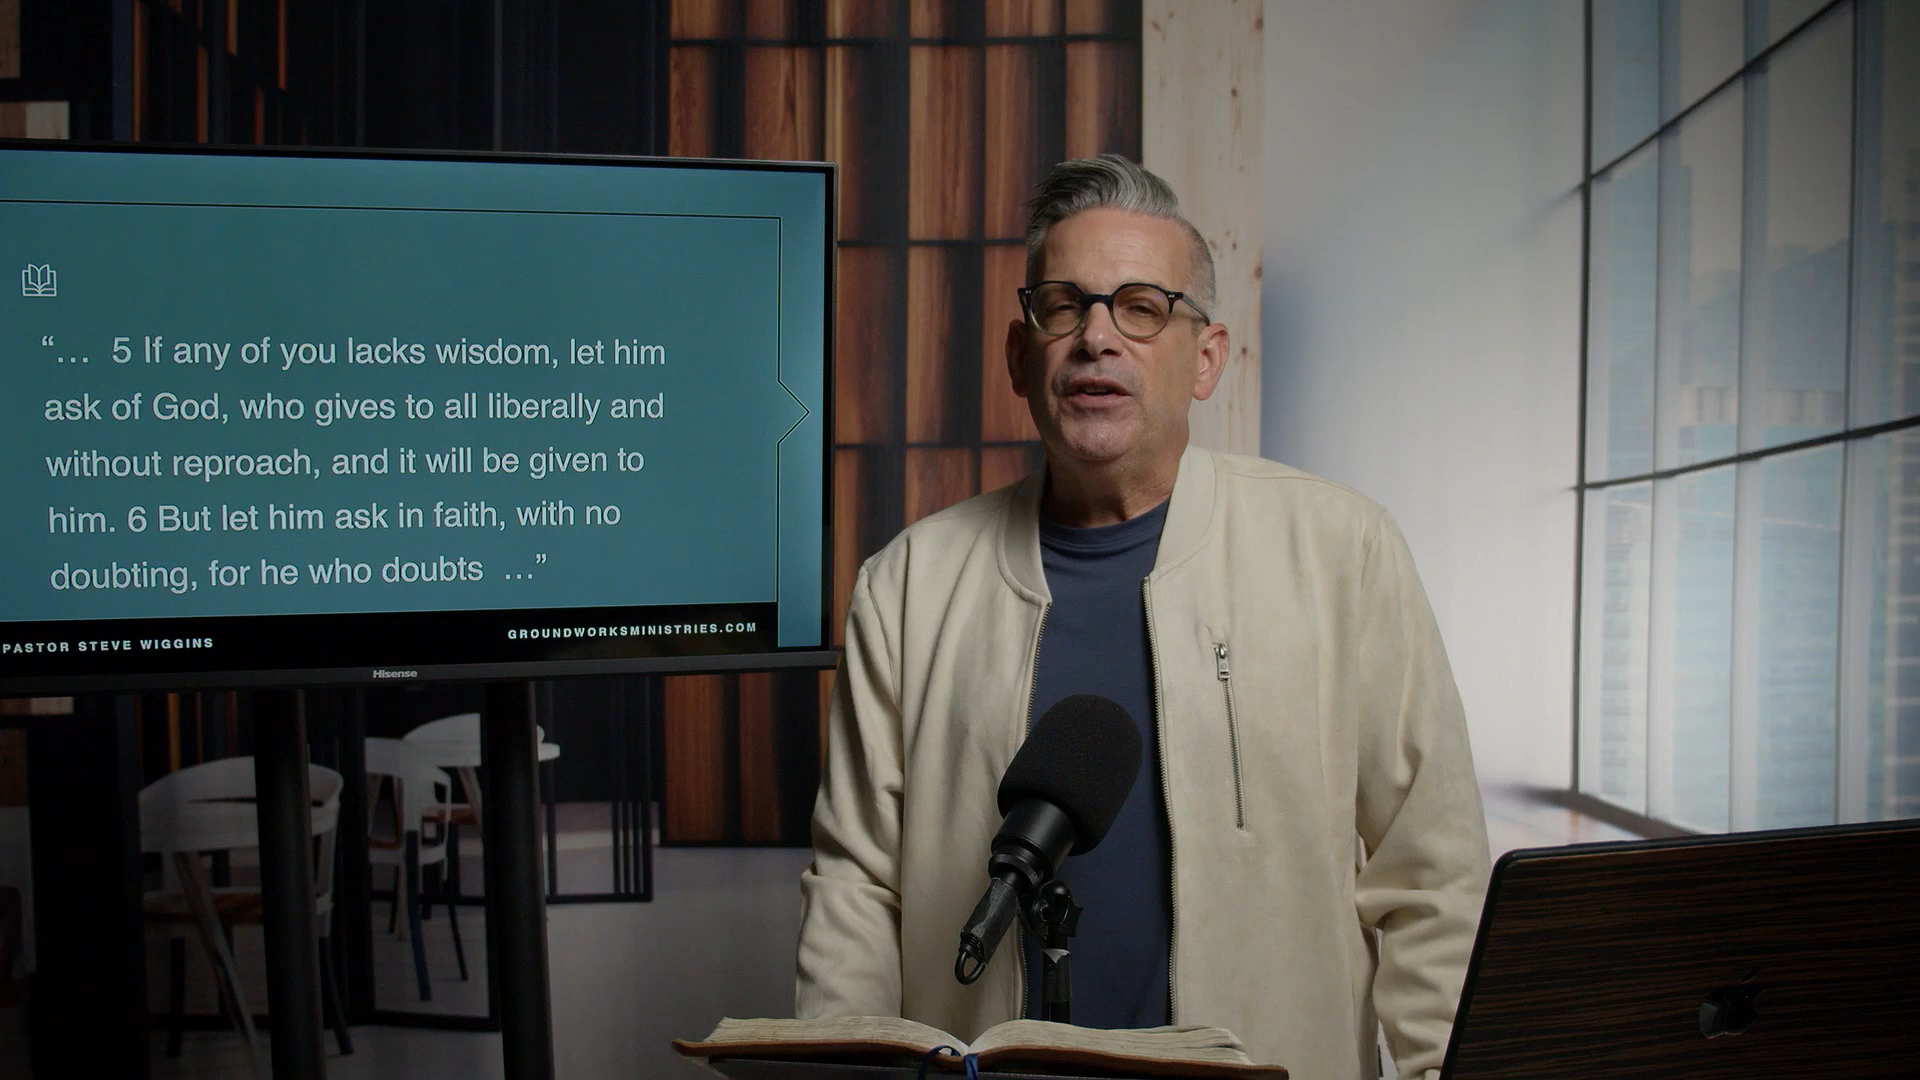 “... 5 If any of you lacks wisdom, let him
ask of God, who gives to all liberally and
without reproach, and it will be given to
him. 6 But let him ask in faith, with no
doubting, for he who doubts ...”
PASTOR STEVE WIGGINS
GROUNDWORKSMINISTRIES.COM
Hisense